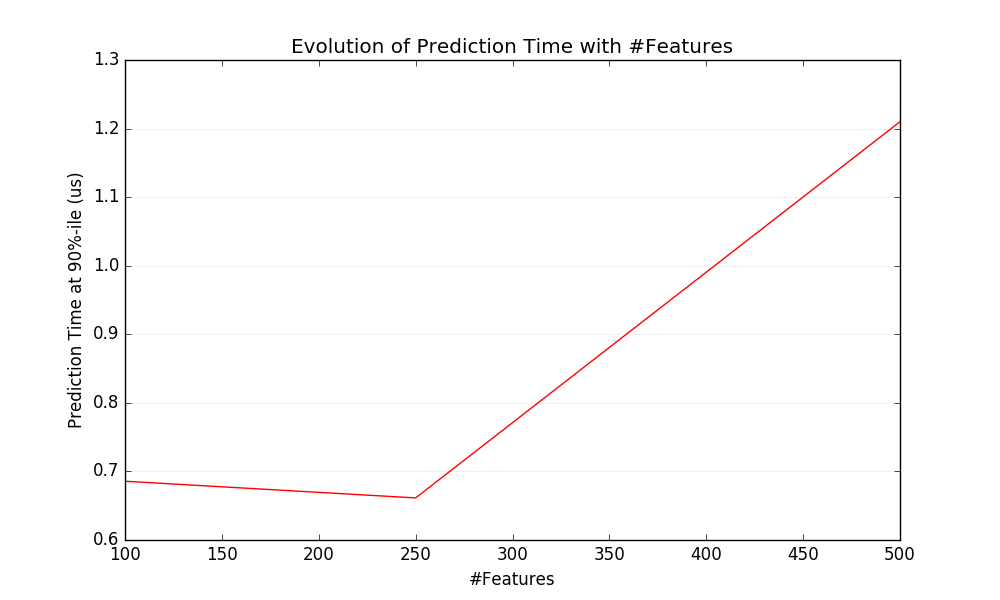 Evolution of Prediction Time with #Features
Prediction Time at 90%-ile (us)
1.3
1.2
1.1
1.0
0.9
0.8
0.7
0.6
100 150 200 250 300 350 400 450 500
#Features